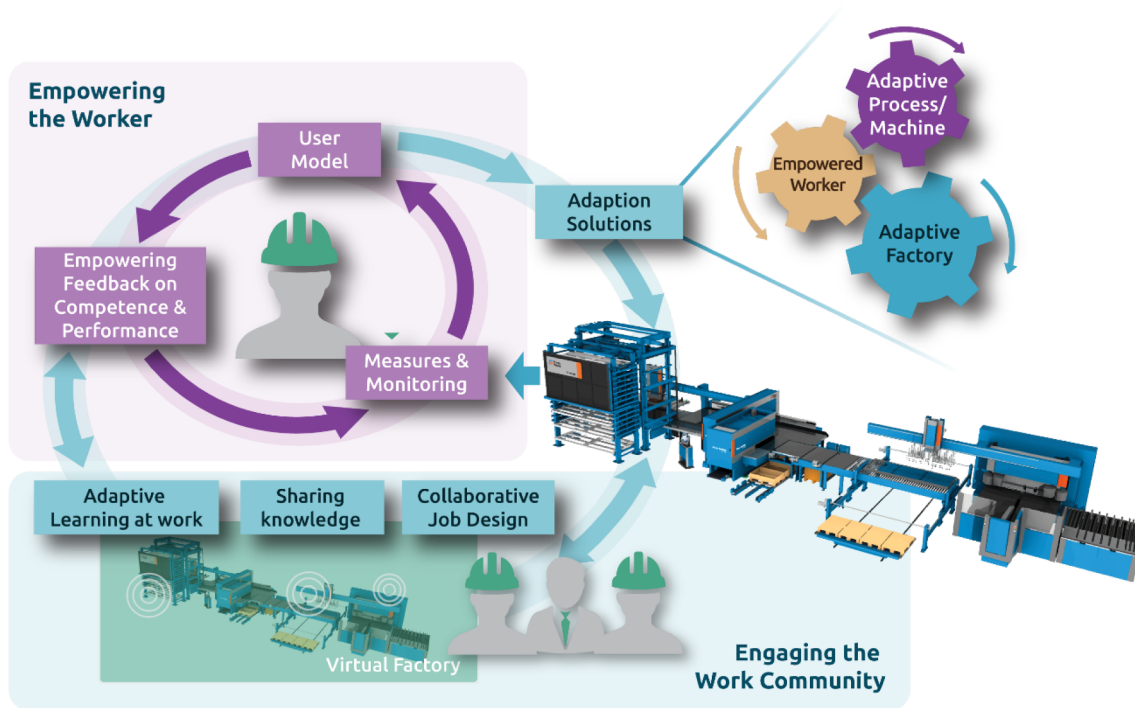 Empowering
the Worker
User
Model
Adaption
Solutions
Adaptive
Process/
Machine
Empowered
Worker
Adaptive
Factory
Empowering
Feedback on
Competence &
Performance
Measures &
Monitoring
Adaptive
Learning at work
Sharing
knowledge
Collaborative
Job Design
Virtual Factory
Engaging the
Work Community